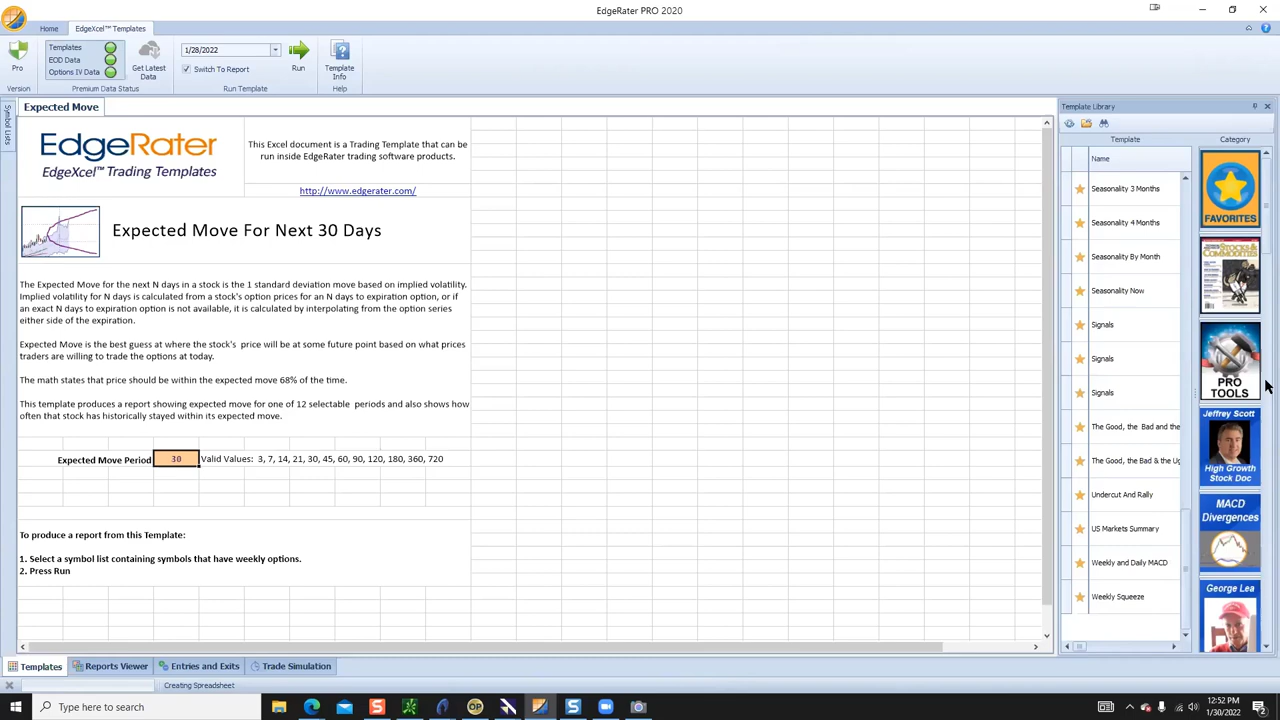 EdgeRater PRO 2020
Home
EdgeXcel™ Templates
Pro
Version
Templates
EOD Data
Options IV Data
Get Latest
Data
Premium Data Status
1/28/2022
Switch To Report
Run
Run Template
Template
Info
Help
Symbol Lists
Expected Move
EdgeRater
EdgeXcel™ Trading Templates
This Excel document is a Trading Template that can be
run inside EdgeRater trading software products.
http://www.edgerater.com/
Expected Move For Next 30 Days
The Expected Move for the next N days in a stock is the 1 standard deviation move based on implied volatility.
Implied volatility for N days is calculated from a stock's option prices for an N days to expiration option, or if
an exact N days to expiration option is not available, it is calculated by interpolating from the option series
either side of the expiration.
Expected Move is the best guess at where the stock's price will be at some future point based on what prices
traders are willing to trade the options at today.
The math states that price should be within the expected move 68% of the time.
This template produces a report showing expected move for one of 12 selectable periods and also shows how
often that stock has historically stayed within its expected move.
Expected Move Period 30 Valid Values: 3, 7, 14, 21, 30, 45, 60, 90, 120, 180, 360, 720
To produce a report from this Template:
1. Select a symbol list containing symbols that have weekly options.
2. Press Run
Template Library
Template
Name
Seasonality 3 Months
Seasonality 4 Months
Seasonality By Month
Seasonality Now
Signals
Signals
Signals
The Good, the Bad and the
The Good, the Bad & the Ug
Undercut And Rally
US Markets Summary
Weekly and Daily MACD
Weekly Squeeze
Category
FAVORITES
STOCKS &
COMMODITIES
PRO
TOOLS
Jeffrey Scott
High Growth
Stock Doc
MACD
Divergences
George Lea
Templates
Reports Viewer
Entries and Exits
Trade Simulation
Creating Spreadsheet
Type here to search
12:52 PM
1/30/2022